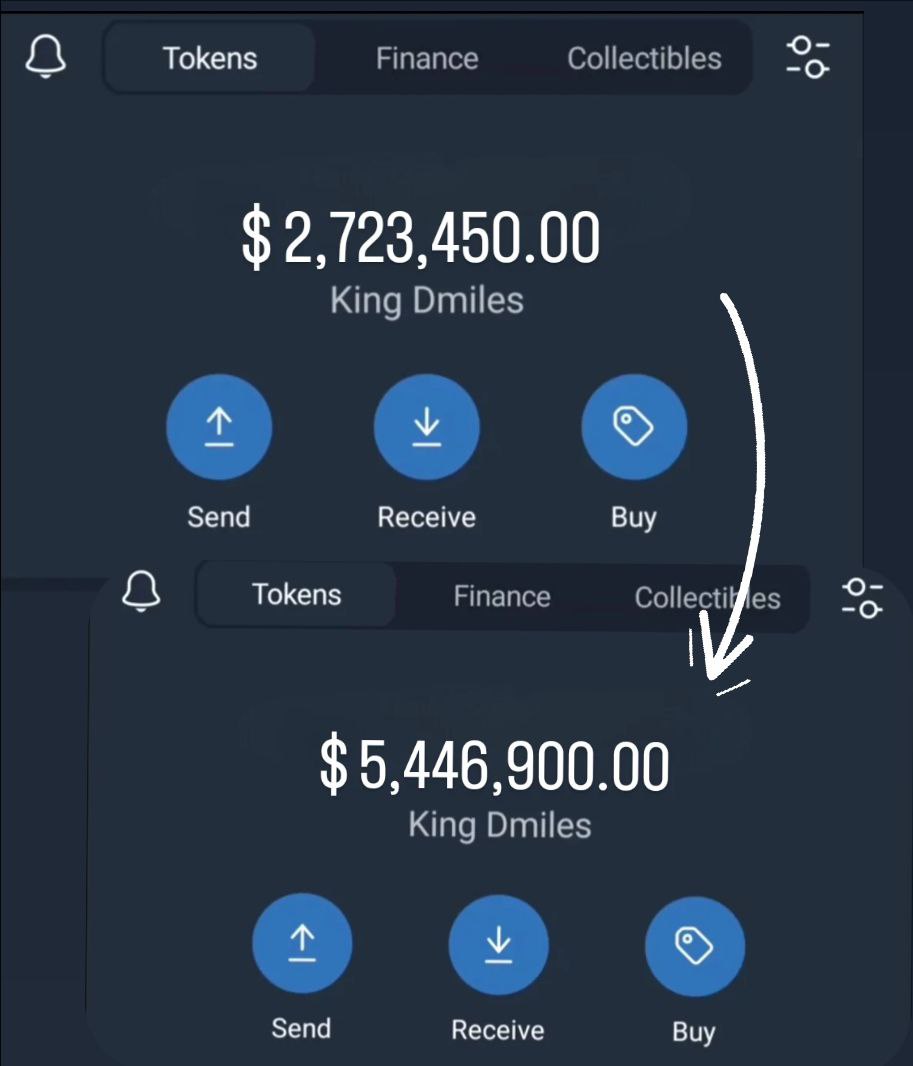 Tokens Finance Collectibles
$ 2,723,450.00
King Dmiles
Send Receive Buy
Tokens Finance Collectibles
$ 5,446,900.00
King Dmiles
Send Receive Buy